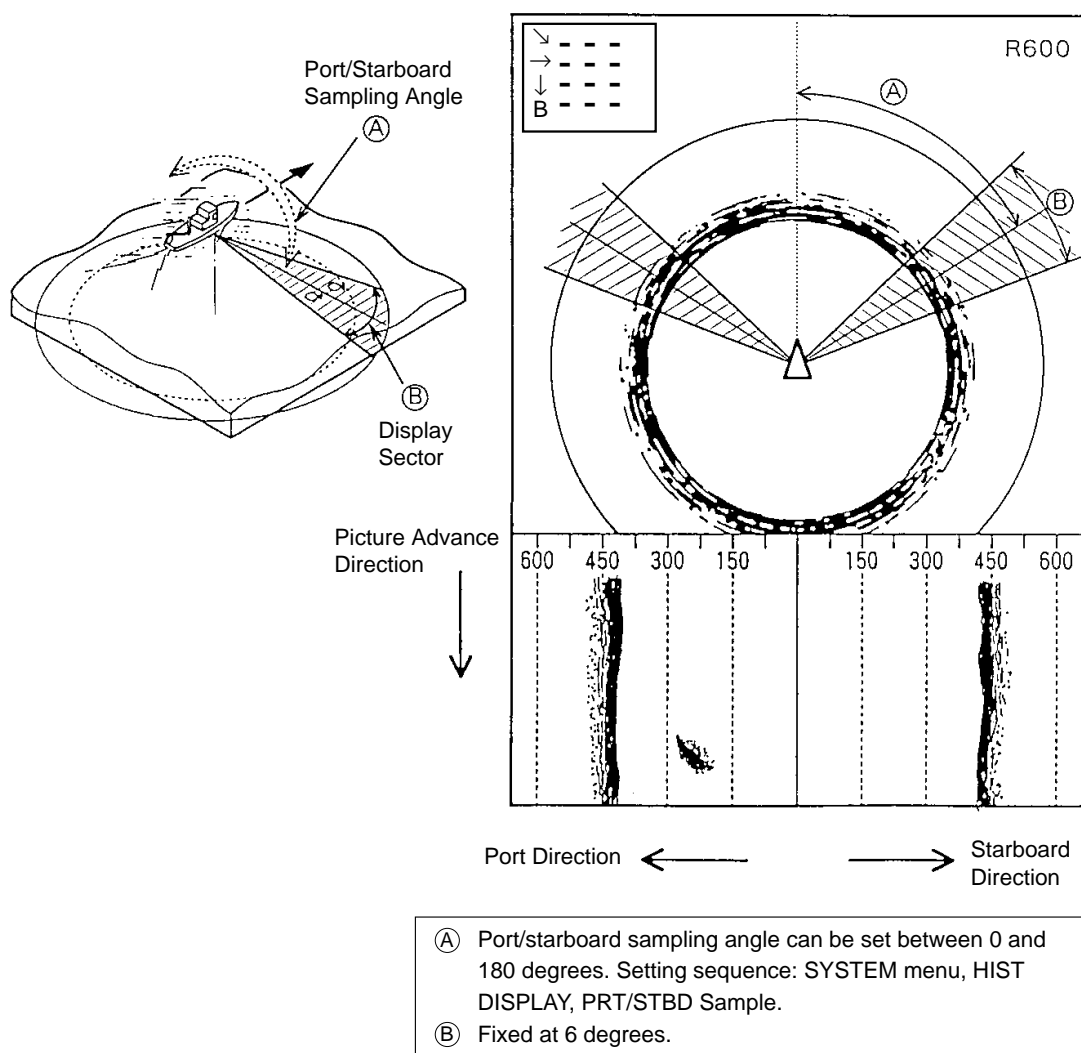 Port/Starboard
Sampling Angle
A
B
Display
Sector
↘ - - -
→ - - -
↓ - - -
B - - -
R600
A
B
Picture Advance
Direction
600 450 300 150 150 300 450 600
Port Direction
Starboard
Direction
A Port/starboard sampling angle can be set between 0 and
180 degrees. Setting sequence: SYSTEM menu, HIST
DISPLAY, PRT/STBD Sample.
B Fixed at 6 degrees.